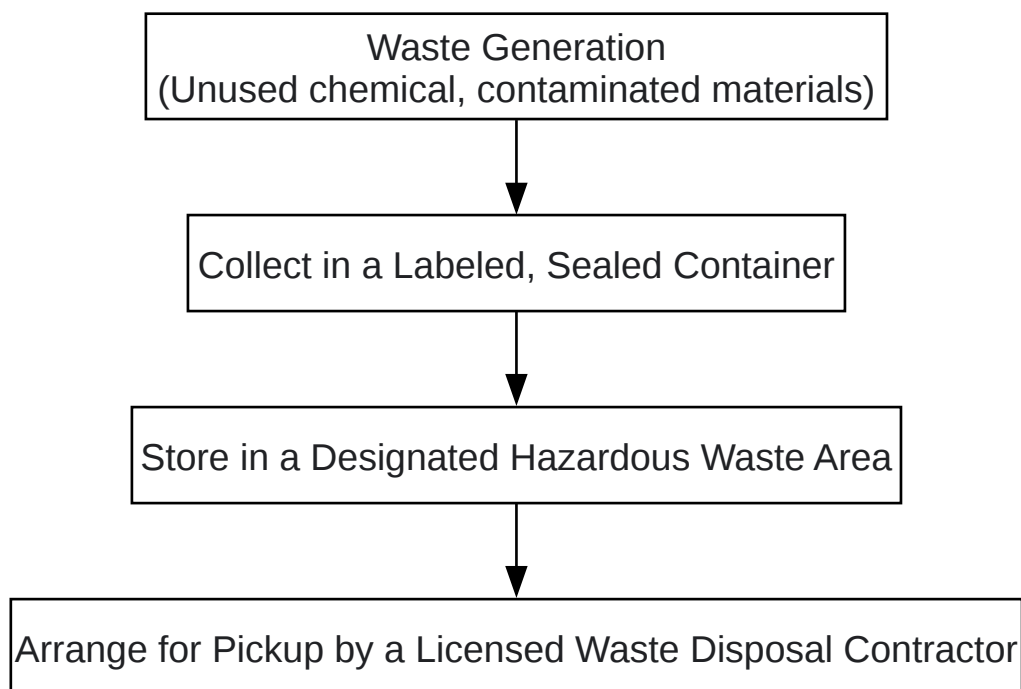 Waste Generation
(Unused chemical, contaminated materials)
Collect in a Labeled, Sealed Container
Store in a Designated Hazardous Waste Area
Arrange for Pickup by a Licensed Waste Disposal Contractor